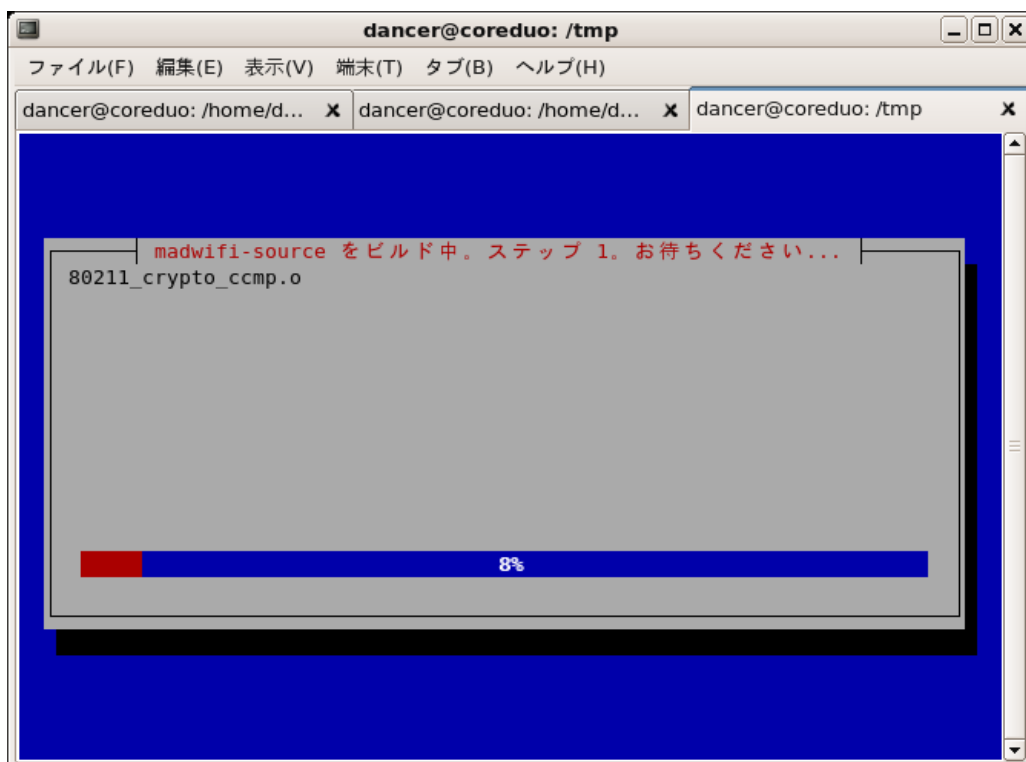 dancer@coreduo: /tmp
ファイル(F) 編集(E) 表示(V) 端末(T) タブ(B) ヘルプ(H)
dancer@coreduo: /home/d... dancer@coreduo: /home/d... dancer@coreduo: /tmp
madwifi-source をビルド中。ステップ 1。お待ちください...
80211_crypto_ccmp.o
8%